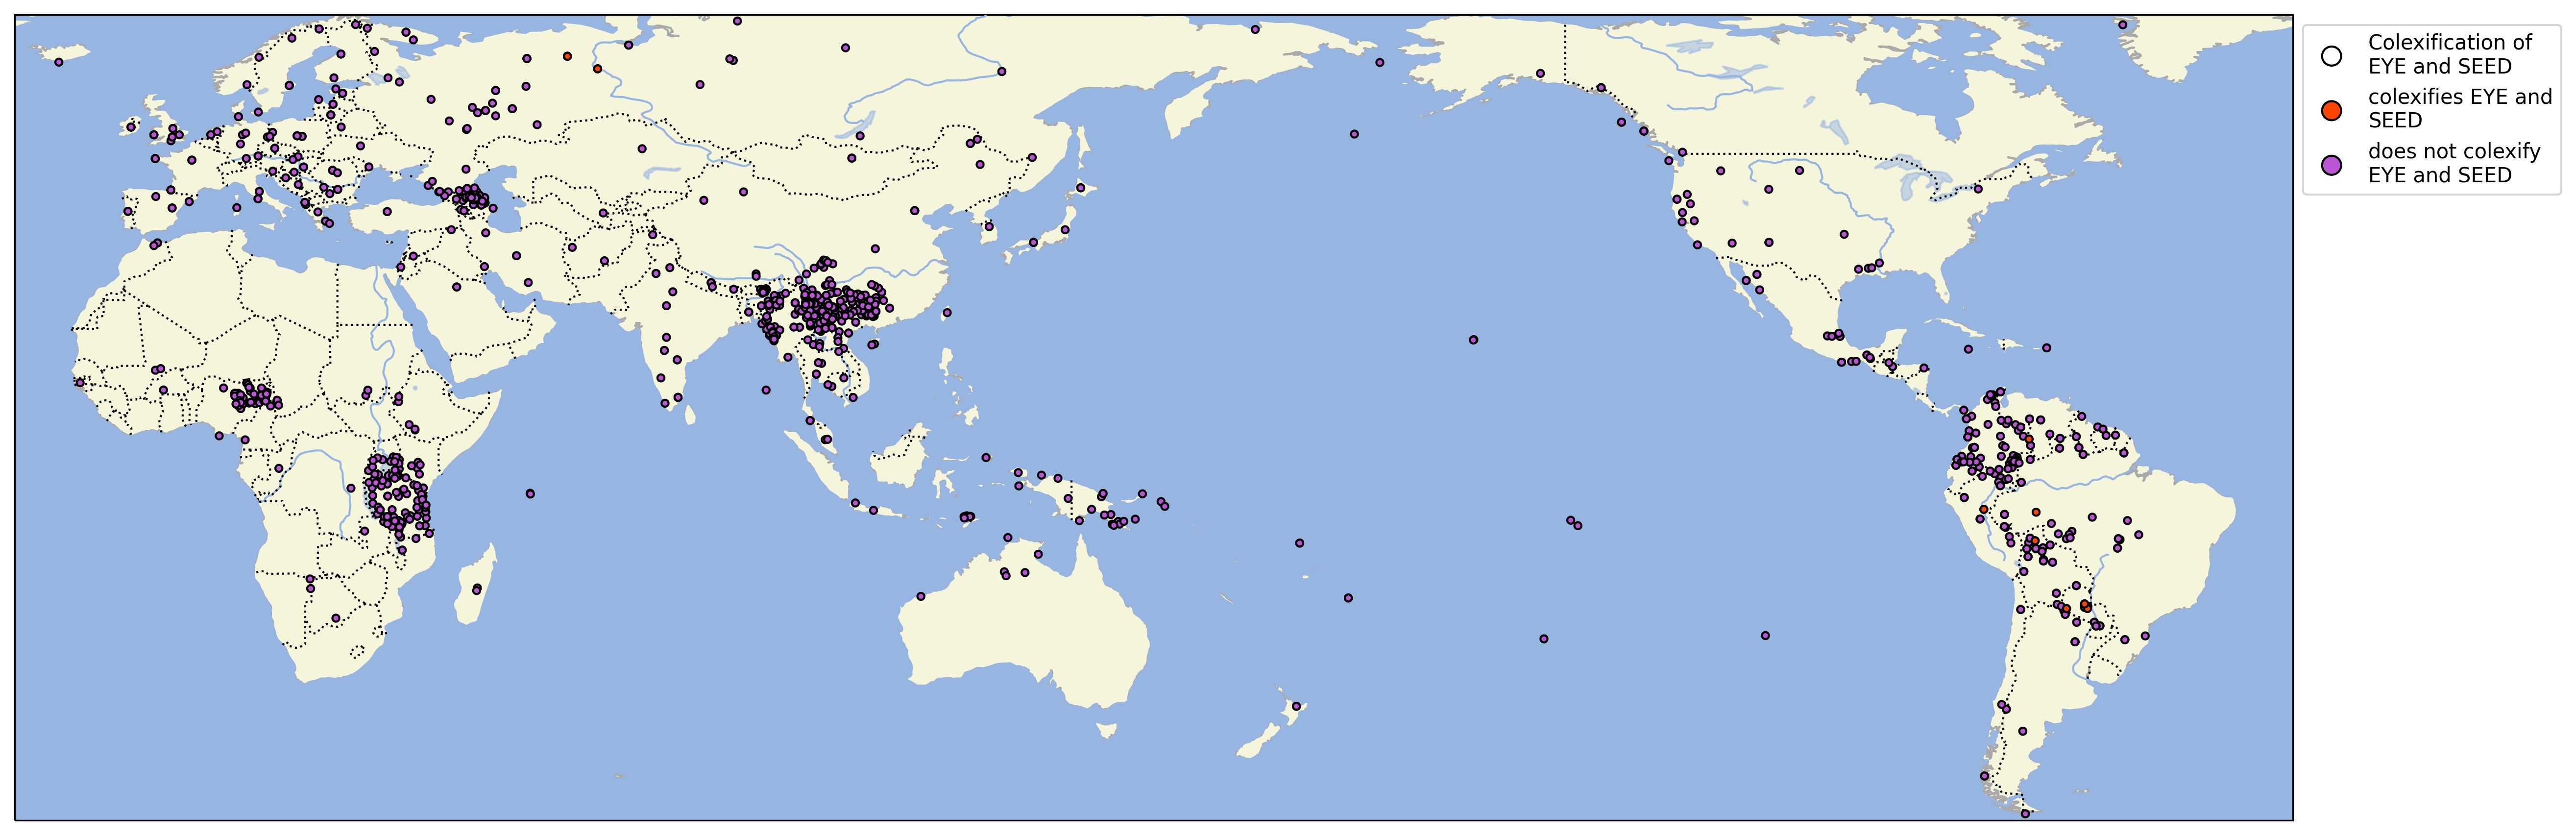 Colexification of
EYE and SEED
colexifies EYE and
SEED
does not colexify
EYE and SEED